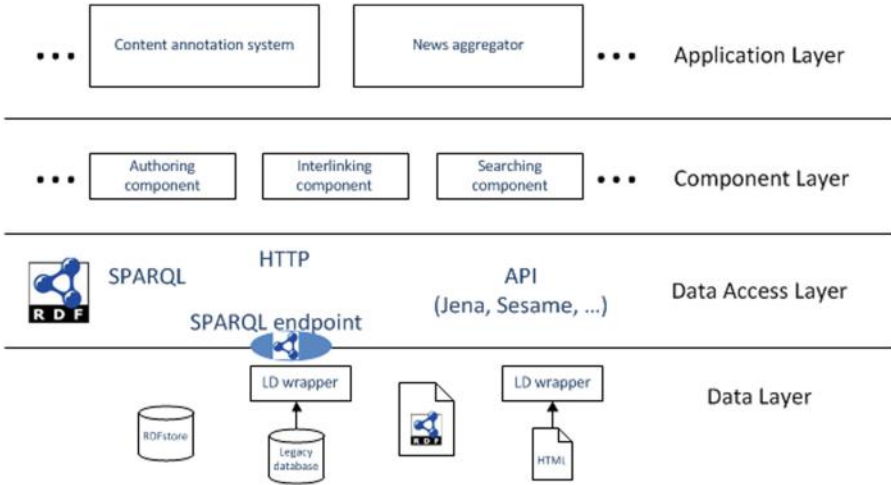 Content annotation system
News aggregator
• • •
• • •
Application Layer
Authoring
component
Interlinking
component
Searching
component
• • •
• • •
Component Layer
RDF
SPARQL
HTTP
API
(Jena, Sesame, ...)
Data Access Layer
SPARQL endpoint
LD wrapper
LD wrapper
Data Layer
RDFstore
Legacy
database
RDF
HTML